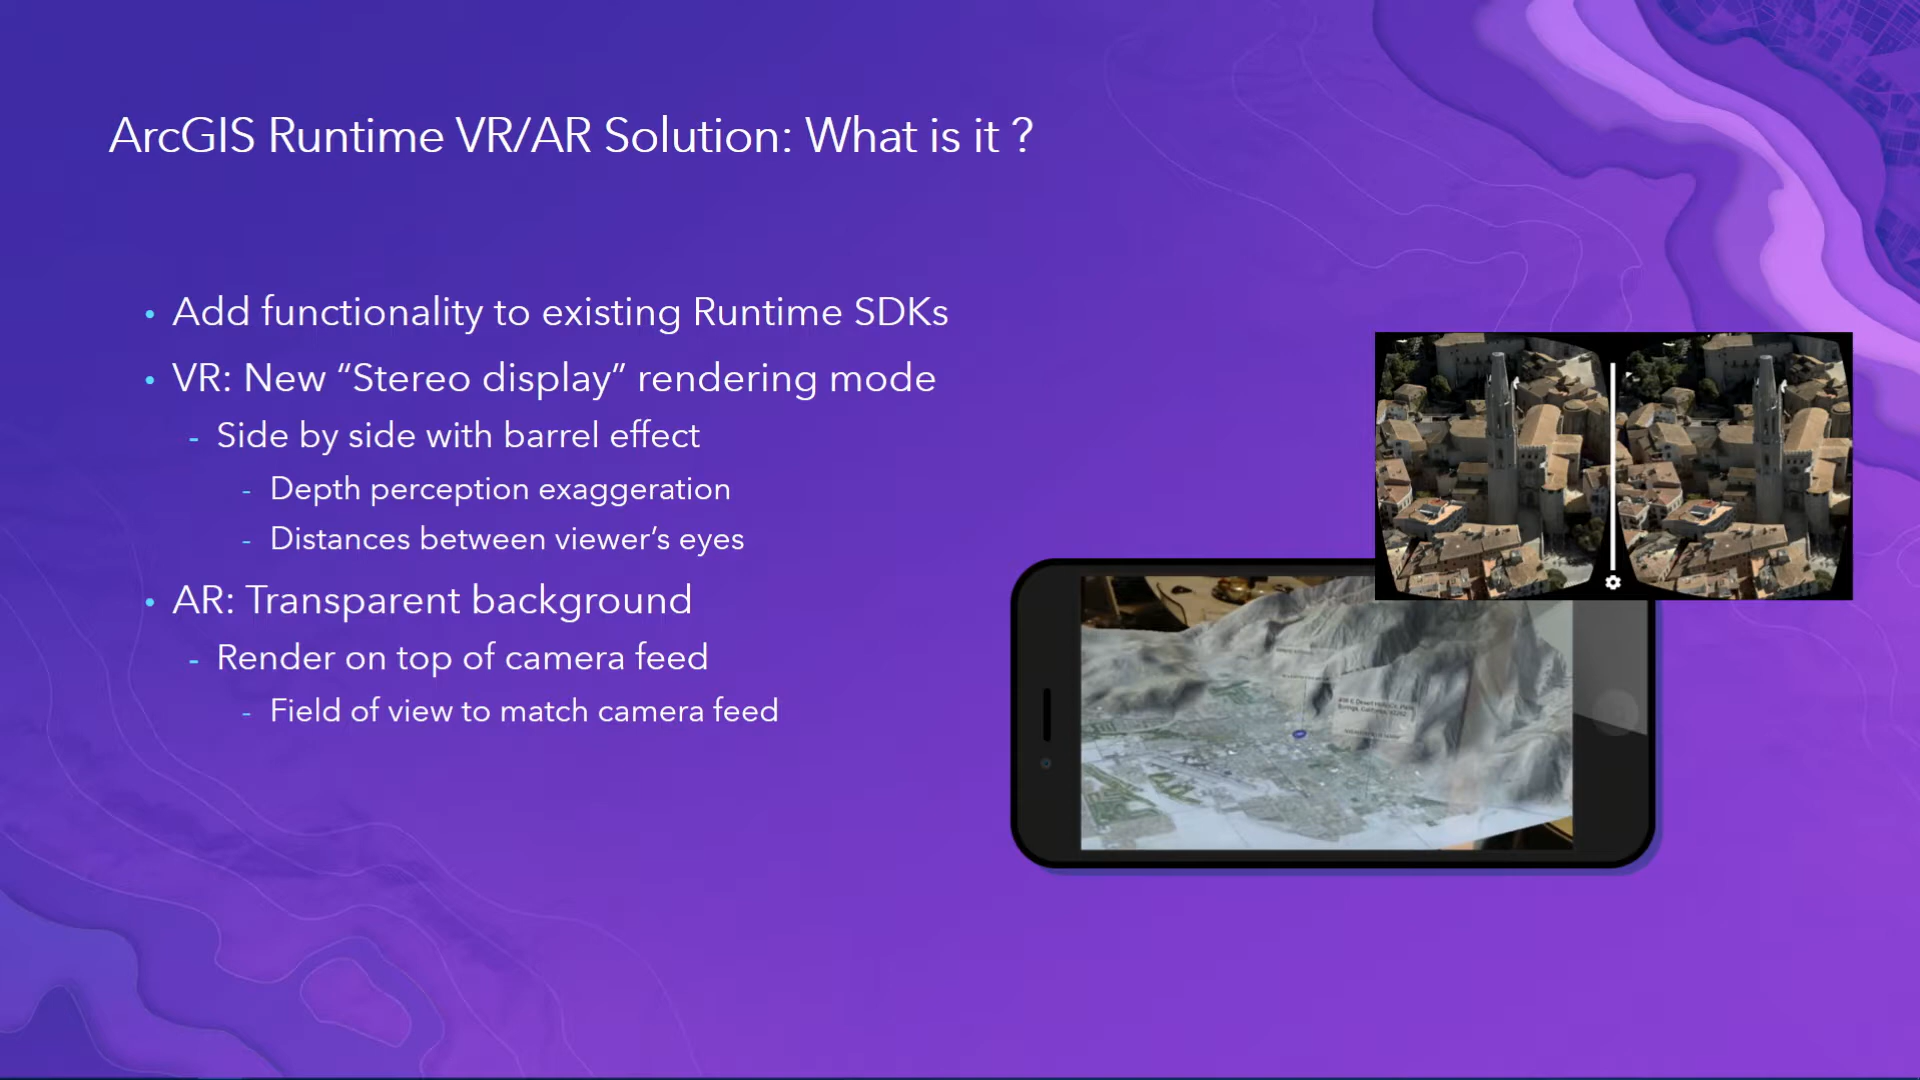 ArcGIS Runtime VR/AR Solution: What is it ?
• Add functionality to existing Runtime SDKs
• VR: New “Stereo display” rendering mode
- Side by side with barrel effect
- Depth perception exaggeration
- Distances between viewer’s eyes
• AR: Transparent background
- Render on top of camera feed
- Field of view to match camera feed